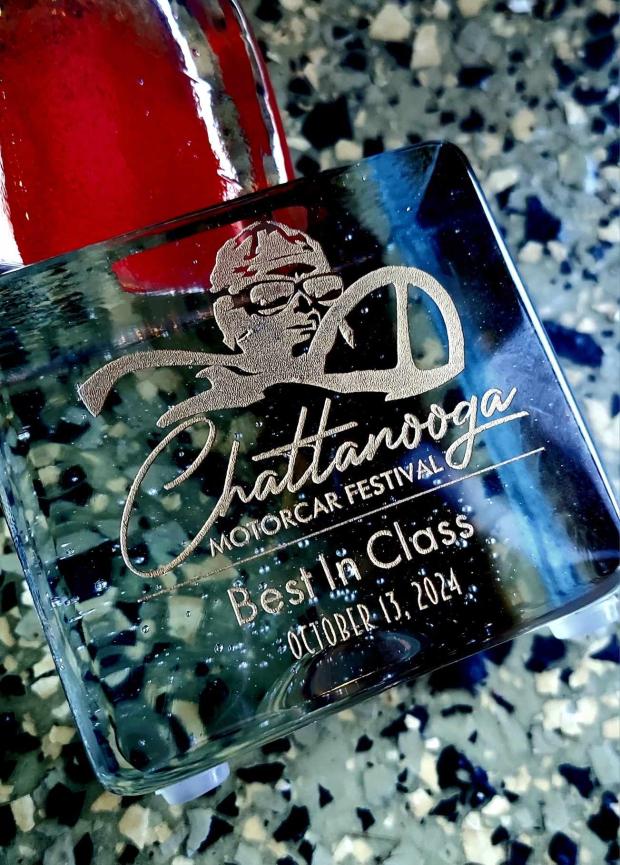 Chattanooga
MOTORCAR FESTIVAL
Best In Class
OCTOBER 13, 2024